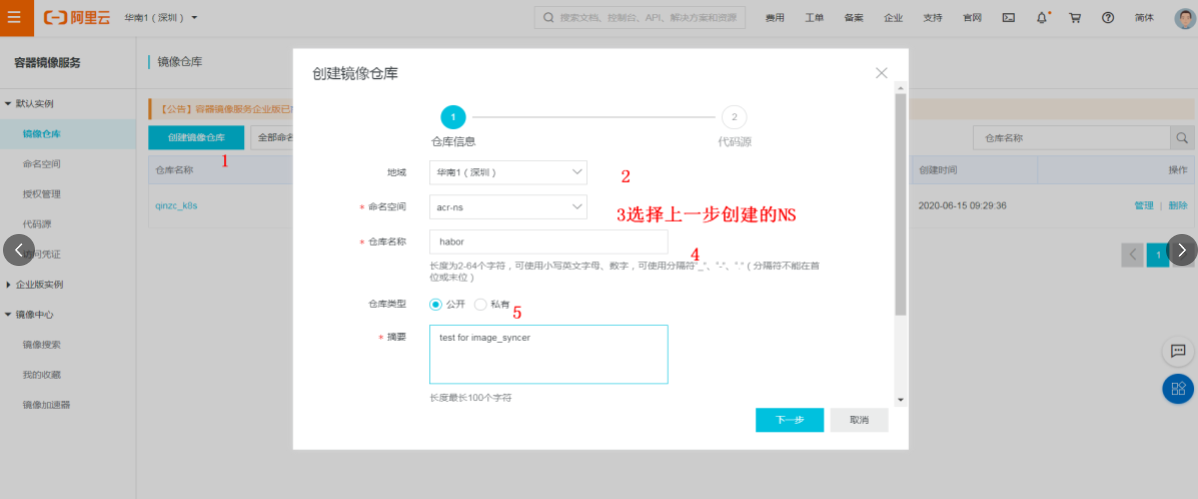 阿里云 华南1（深圳） 搜索文档、控制台、API、解决方案和资源 费用 工单 备案 企业 支持 官网 简体
容器镜像服务
默认实例
镜像仓库
命名空间
授权管理
代码源
访问凭证
企业版实例
镜像中心
镜像搜索
我的收藏
镜像加速器
镜像仓库
【公告】容器镜像服务企业版已
创建镜像仓库 全部命名
仓库名称
1
仓库名称 创建时间 操作
qinzc_k8s 2020-06-15 09:29:36 管理 | 删除
1
创建镜像仓库
1 2
仓库信息 代码源
地域 华南1（深圳） 2
* 命名空间 acr-ns 3选择上一步创建的NS
* 仓库名称 habor 4
长度为2-64个字符，可使用小写英文字母、数字，可使用分隔符"_"、"-"、"."（分隔符不能在首
位或末位）
仓库类型 公开 私有 5
* 摘要 test for image_syncer
长度最长100个字符
下一步 取消